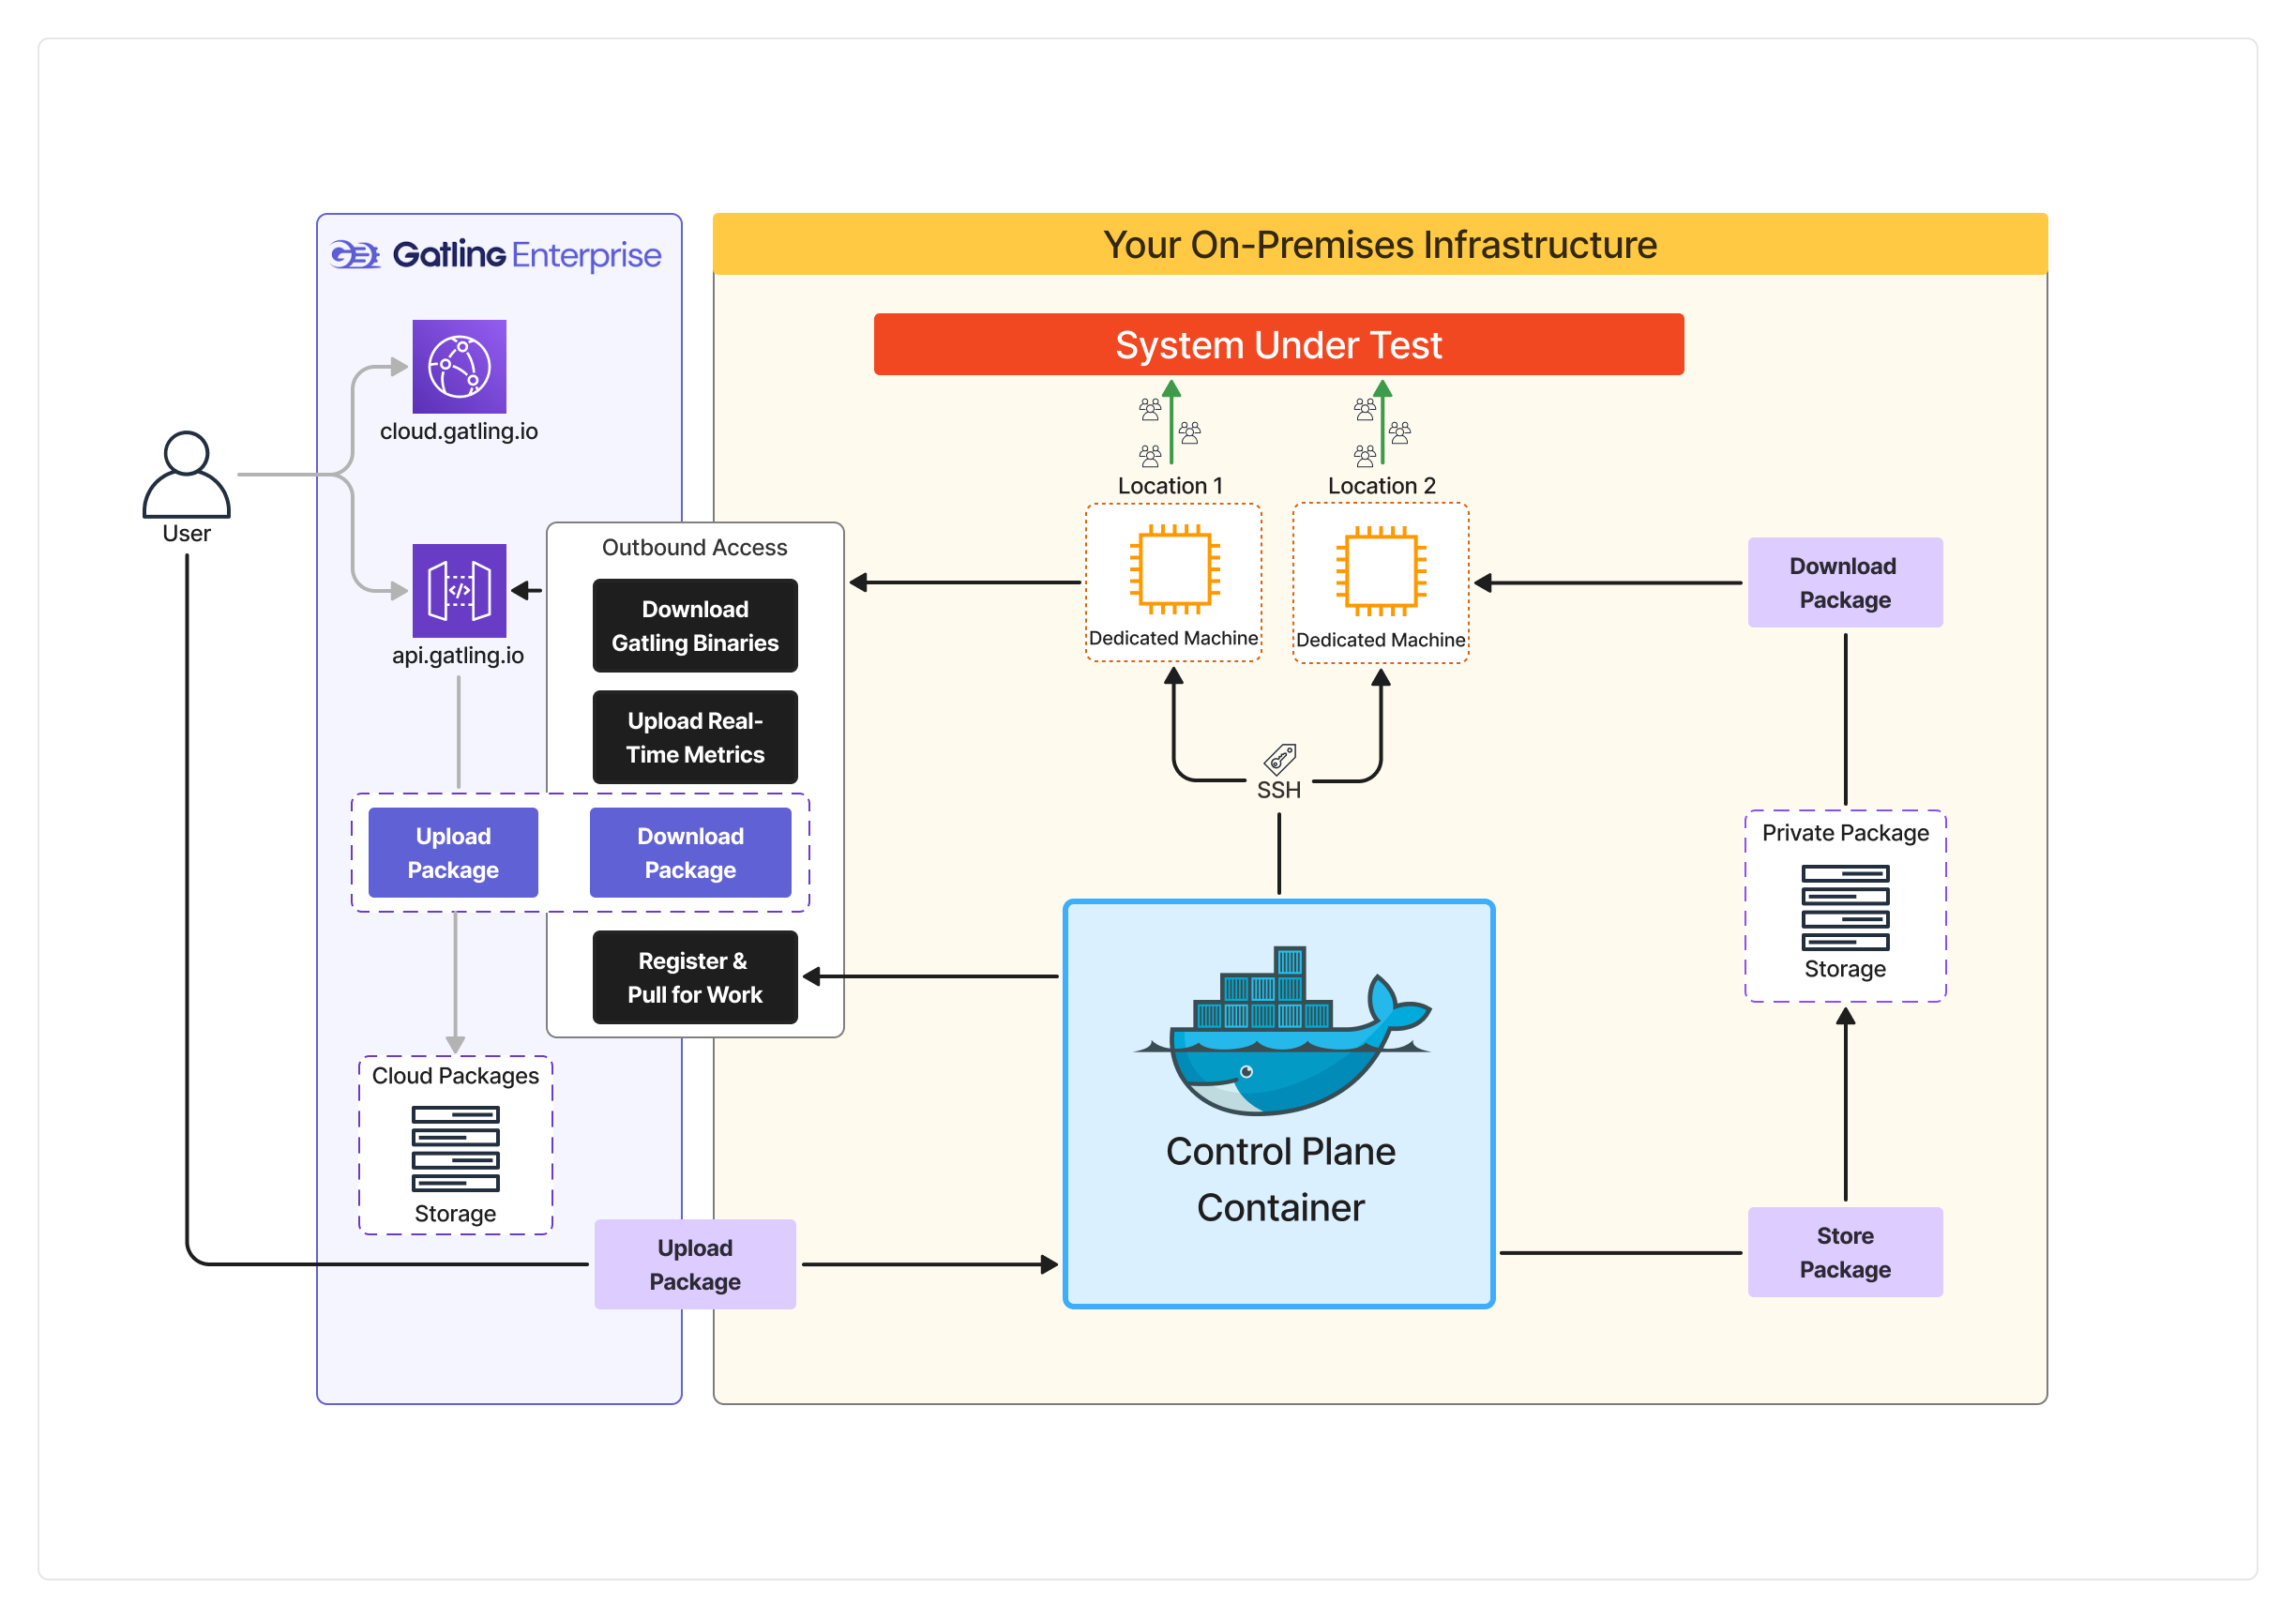 Gatling Enterprise
Your On-Premises Infrastructure
System Under Test
cloud.gatling.io
User
Location 1
Location 2
Outbound Access
Download
Gatling Binaries
Dedicated Machine
Dedicated Machine
Download
Package
api.gatling.io
Upload Real-
Time Metrics
SSH
Upload
Package
Download
Package
Private Package
Storage
Register &
Pull for Work
Cloud Packages
Storage
Control Plane
Container
Upload
Package
Store
Package